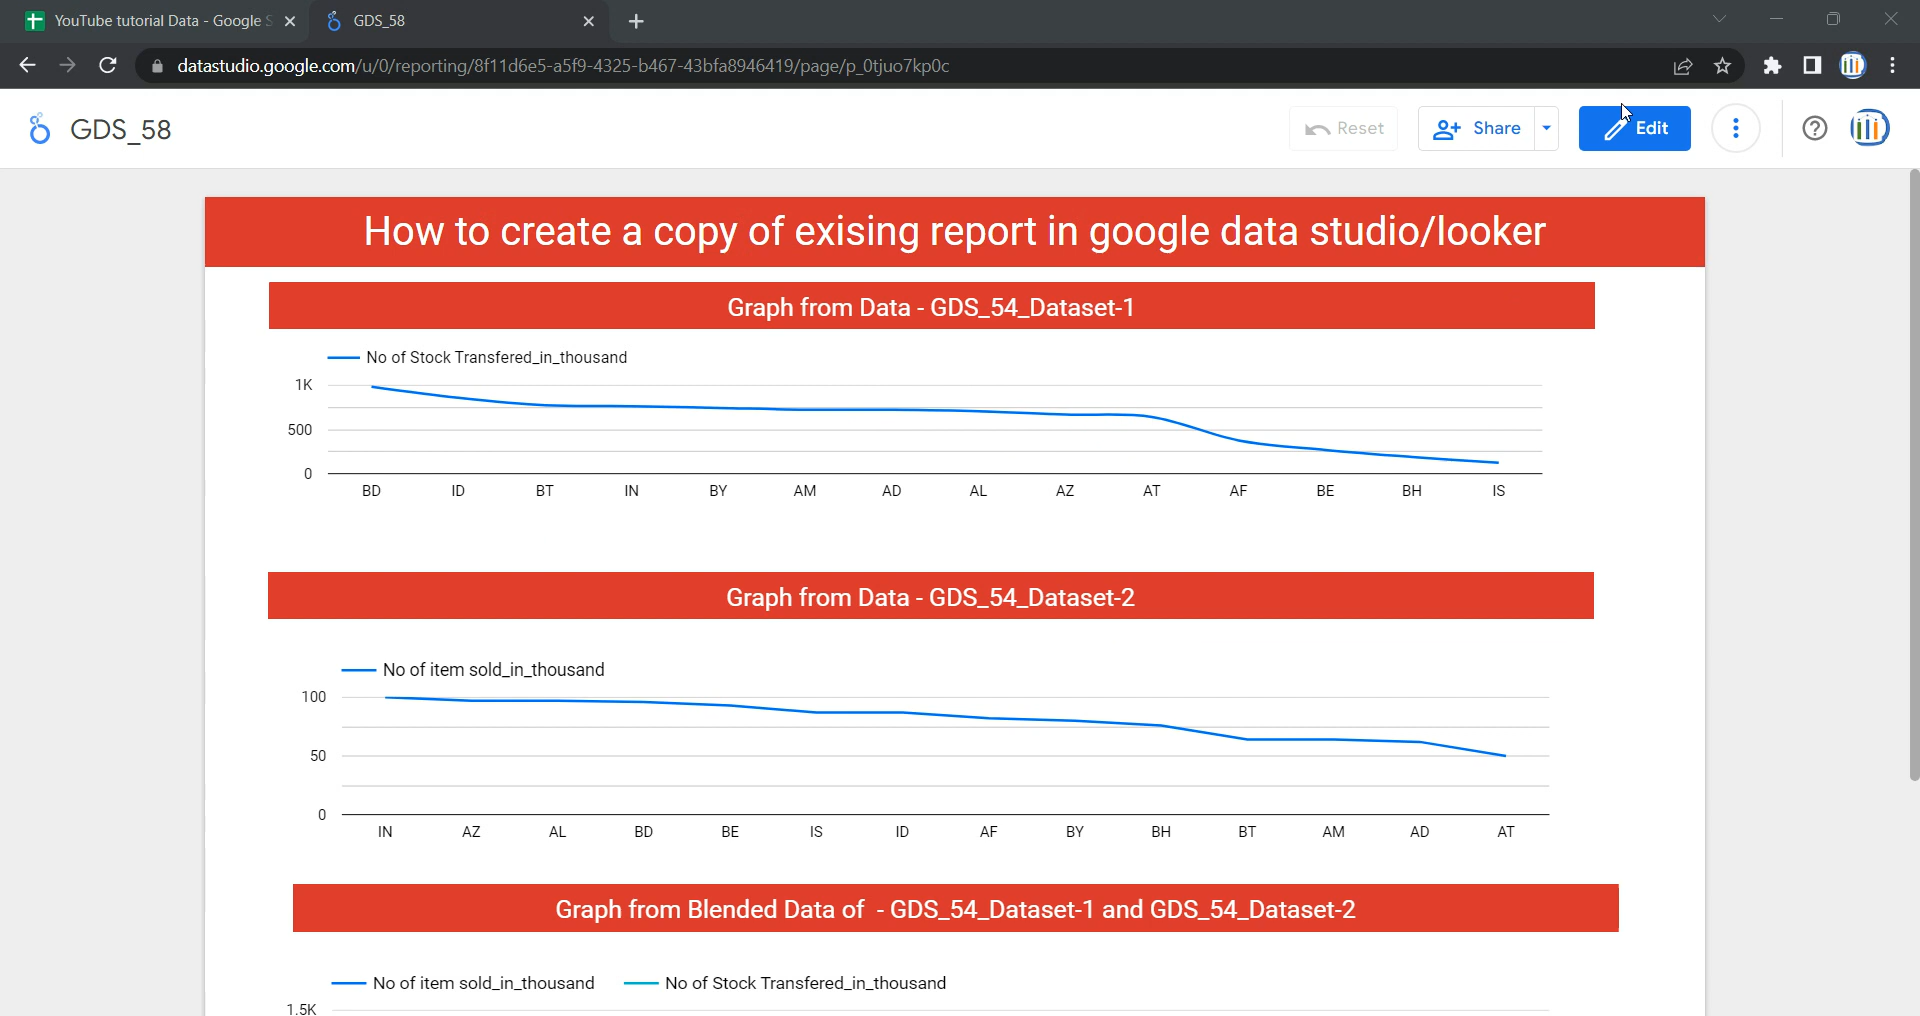 YouTube tutorial Data - Google S
GDS_58
datastudio.google.com/u/0/reporting/8f11d6e5-a5f9-4325-b467-43bfa8946419/page/p_0tjuo7kp0c
GDS_58
Reset
Share
Edit
How to create a copy of exising report in google data studio/looker
Graph from Data - GDS_54_Dataset-1
No of Stock Transfered_in_thousand
1K
500
0
BD ID BT IN BY AM AD AL AZ AT AF BE BH IS
Graph from Data - GDS_54_Dataset-2
No of item sold_in_thousand
100
50
0
IN AZ AL BD BE IS ID AF BY BH BT AM AD AT
Graph from Blended Data of - GDS_54_Dataset-1 and GDS_54_Dataset-2
No of item sold_in_thousand No of Stock Transfered_in_thousand
1.5K